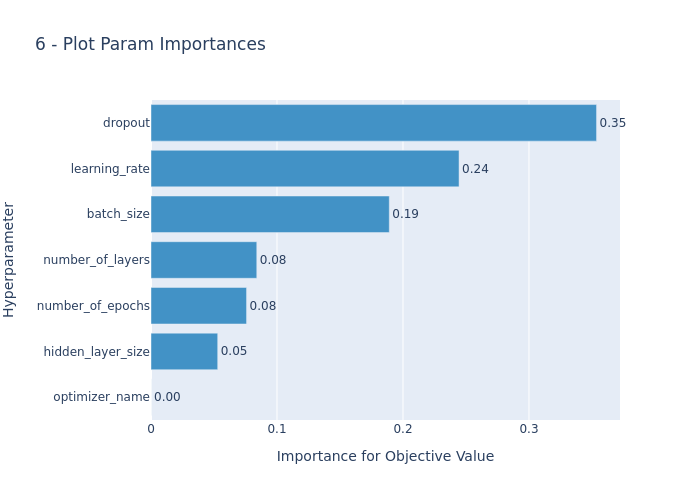 6 - Plot Param Importances
dropout 0.35
learning_rate 0.24
batch_size 0.19
number_of_layers 0.08
number_of_epochs 0.08
hidden_layer_size 0.05
optimizer_name 0.00
0 0.1 0.2 0.3
Importance for Objective Value
Hyperparameter